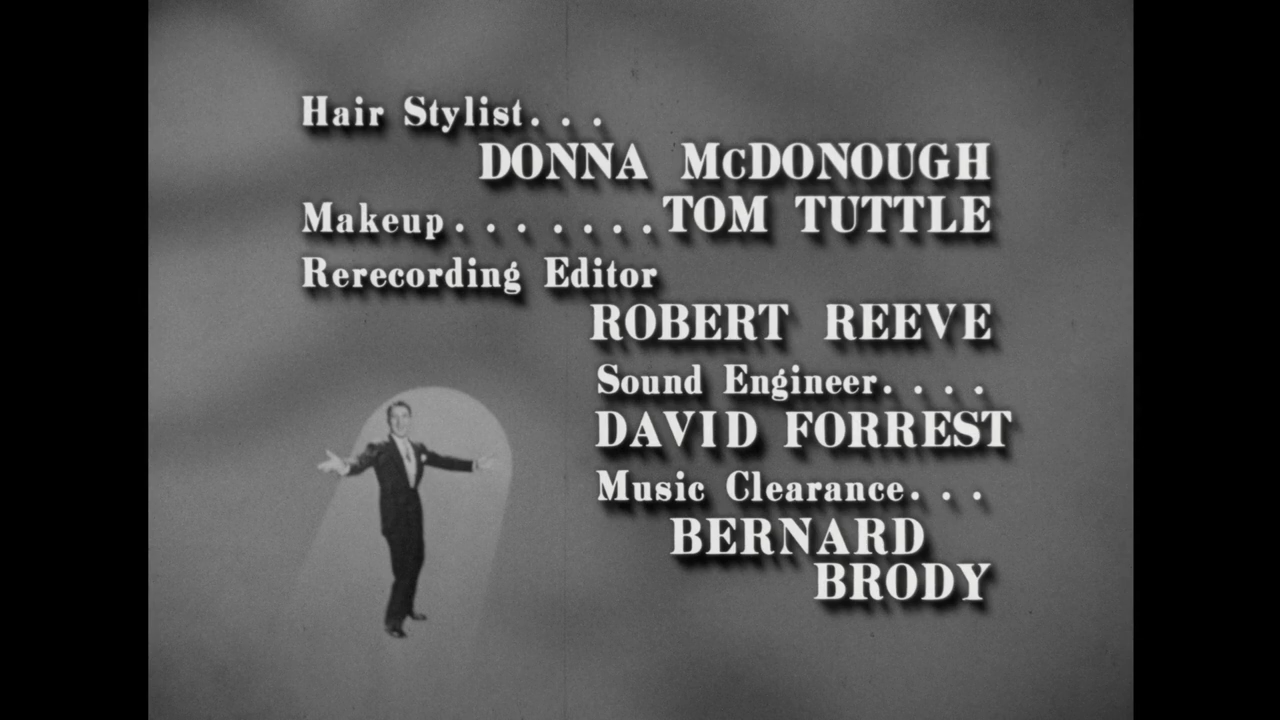 Hair Stylist. . .
DONNA McDONOUGH
Makeup . . . . . . . TOM TUTTLE
Rerecording Editor
ROBERT REEVE
Sound Engineer. . . .
DAVID FORREST
Music Clearance. . .
BERNARD
BRODY